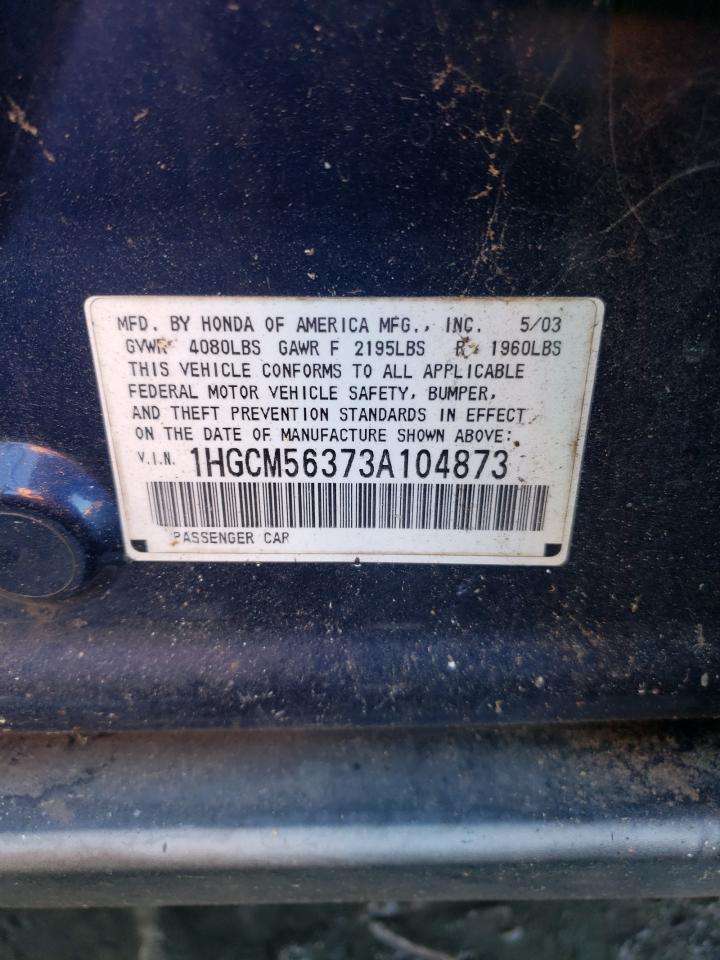 MFD. BY HONDA OF AMERICA MFG., INC. 5/03
GVWR 4080LBS GAWR F 2195LBS R 1960LBS
THIS VEHICLE CONFORMS TO ALL APPLICABLE
FEDERAL MOTOR VEHICLE SAFETY, BUMPER,
AND THEFT PREVENTION STANDARDS IN EFFECT
ON THE DATE OF MANUFACTURE SHOWN ABOVE:
V.I.N. 1HGCM56373A104873
PASSENGER CAR